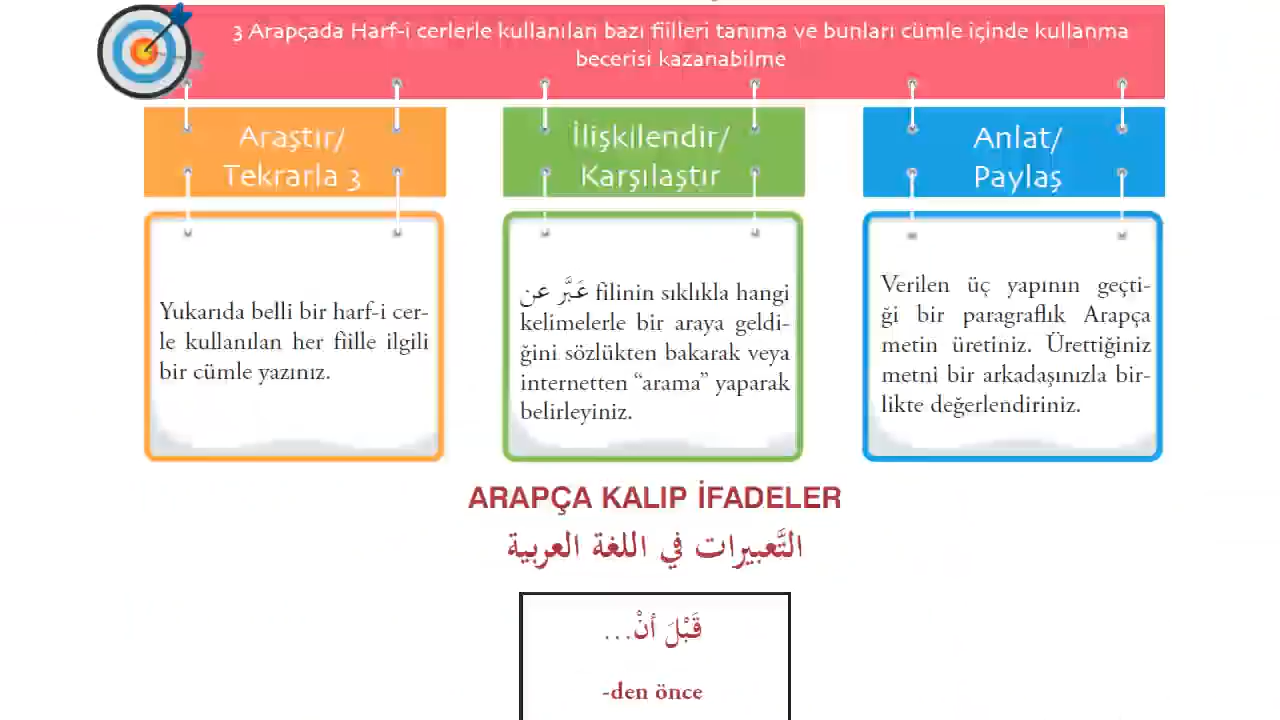 3 Arapçada Harf-i cerlerle kullanılan bazı fiilleri tanıma ve bunları cümle içinde kullanma
becerisi kazanabilme
Araştır/
Tekrarla 3
Yukarıda belli bir harf-i cer-
le kullanılan her fiille ilgili
bir cümle yazınız.
İlişkilendir/
Karşılaştır
عَبَّر عن fiilinin sıklıkla hangi
kelimelerle bir araya geldi-
ğini sözlükten bakarak veya
internetten “arama” yaparak
belirleyiniz.
Anlat/
Paylaş
Verilen üç yapının geçti-
ği bir paragraflık Arapça
metin üretiniz. Ürettiğiniz
metni bir arkadaşınızla bir-
likte değerlendiriniz.
ARAPÇA KALIP İFADELER
التَّعبيرات في اللغة العربية
قَبْلَ أنْ...
-den önce